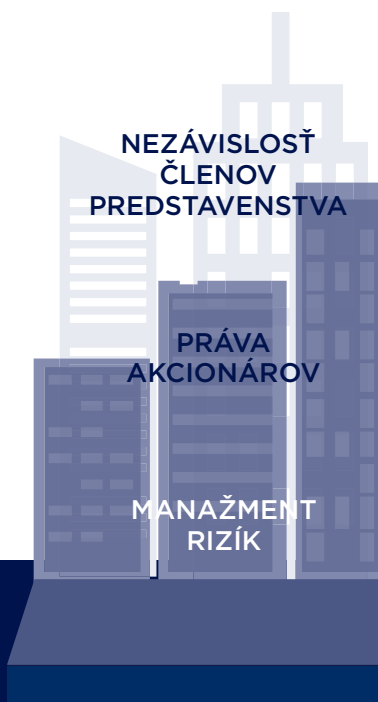 NEZÁVISLOSŤ
ČLENOV
PREDSTAVENSTVA
PRÁVA
AKCIONÁROV
MANAŽMENT
RIZÍK